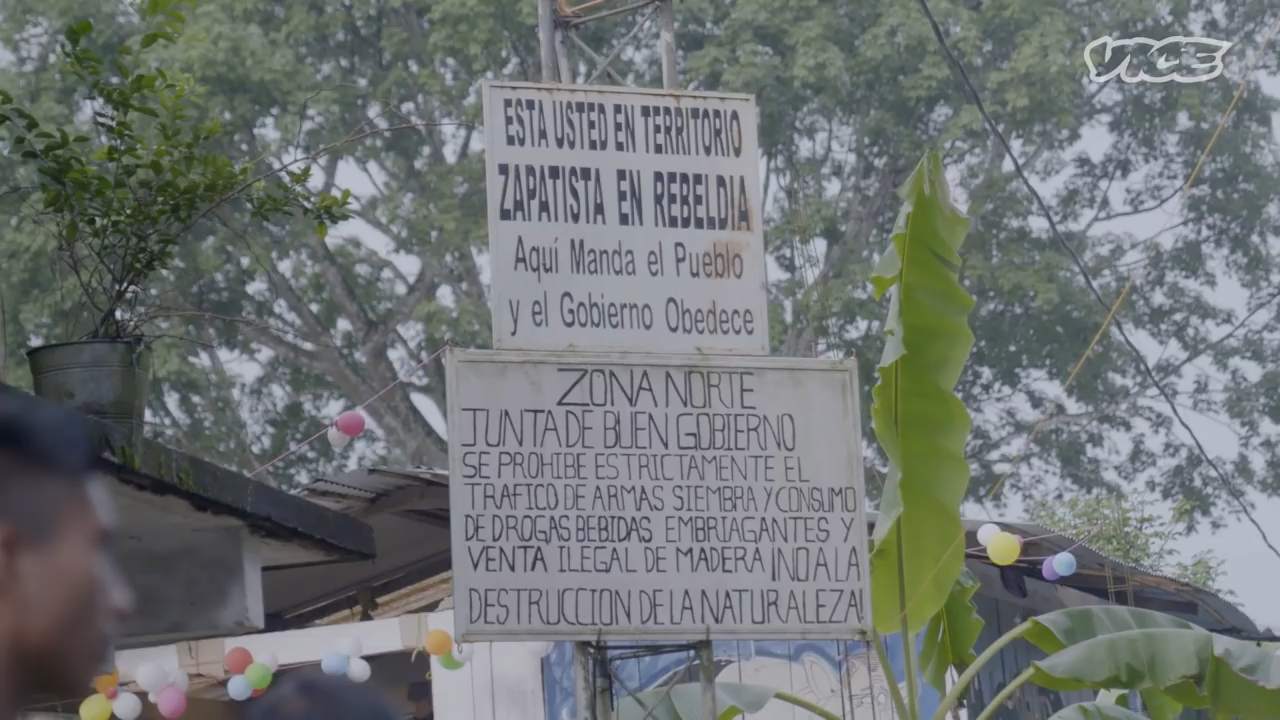 VICE
ESTA USTED EN TERRITORIO
ZAPATISTA EN REBELDIA
Aquí Manda el Pueblo
y el Gobierno Obedece
ZONA NORTE
JUNTA DE BUEN GOBIERNO
SE PROHIBE ESTRICTAMENTE EL
TRAFICO DE ARMAS SIEMBRA Y CONSUMO
DE DROGAS BEBIDAS EMBRIAGANTES Y
VENTA ILEGAL DE MADERA ¡NO A LA
DESTRUCCION DE LA NATURALEZA!